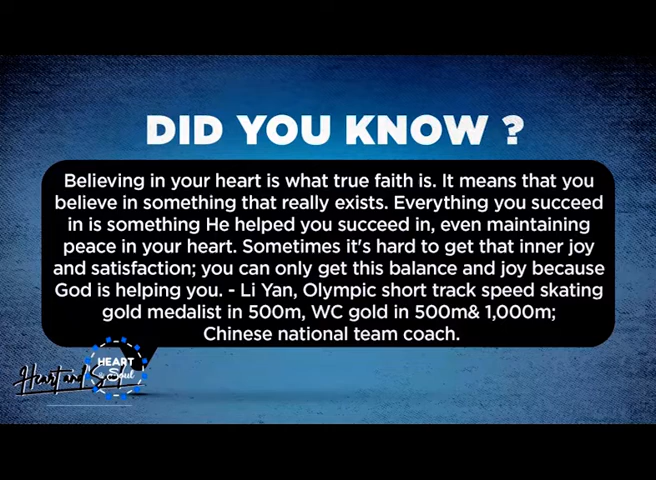 DID YOU KNOW ?
Believing in your heart is what true faith is. It means that you
believe in something that really exists. Everything you succeed
in is something He helped you succeed in, even maintaining
peace in your heart. Sometimes it's hard to get that inner joy
and satisfaction; you can only get this balance and joy because
God is helping you. - Li Yan, Olympic short track speed skating
gold medalist in 500m, WC gold in 500m& 1,000m;
Chinese national team coach.
HEART
& Soul
Heart and Soul